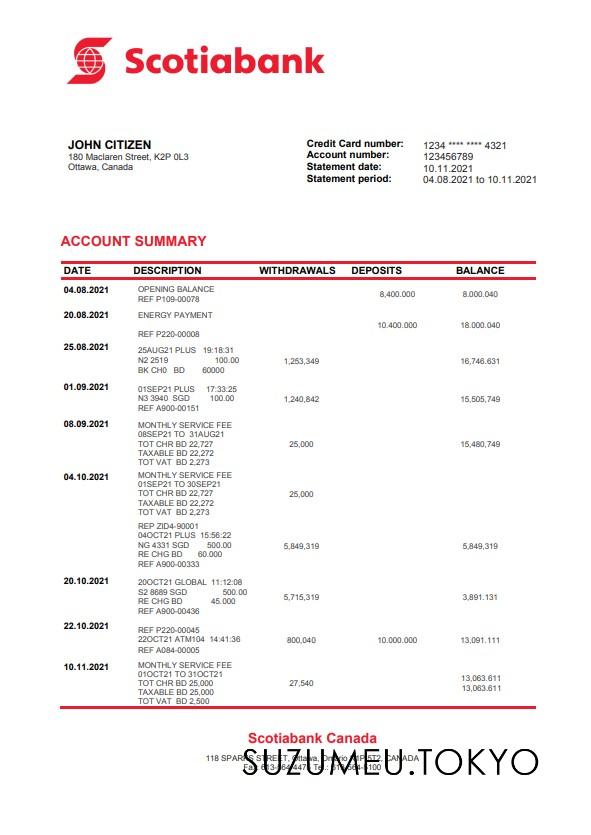 Scotiabank
JOHN CITIZEN
180 Maclaren Street, K2P 0L3
Ottawa, Canada
Credit Card number: 1234 **** **** 4321
Account number: 123456789
Statement date: 10.11.2021
Statement period: 04.08.2021 to 10.11.2021
ACCOUNT SUMMARY
DATE DESCRIPTION WITHDRAWALS DEPOSITS BALANCE
04.08.2021 OPENING BALANCE
REF P109-00078 8,400.000 8.000.040
20.08.2021 ENERGY PAYMENT
10.400.000 18.000.040
REF P220-00008
25.08.2021
25AUG21 PLUS 19:18:31
N2 2519 100.00 1,253,349 16,746.631
BK CH0 BD 60000
01.09.2021 01SEP21 PLUS 17:33:25
N3 3940 SGD 100.00 1,240,842 15,505,749
REF A900-00151
08.09.2021 MONTHLY SERVICE FEE
08SEP21 TO 31AUG21
TOT CHR BD 22,727 25,000 15,480,749
TAXABLE BD 22,272
TOT VAT BD 2,273
04.10.2021 MONTHLY SERVICE FEE
01SEP21 TO 30SEP21
TOT CHR BD 22,727 25,000
TAXABLE BD 22,272
TOT VAT BD 2,273
REP ZID4-90001
04OCT21 PLUS 15:56:22
NG 4331 SGD 500.00 5,849,319 5,849,319
RE CHG BD 60.000
REF A900-00333
20.10.2021 20OCT21 GLOBAL 11:12:08
S2 8689 SGD 500.00
RE CHG BD 45.000 5,715,319 3,891.131
REF A900-00436
22.10.2021 REF P220-00045
22OCT21 ATM104 14:41:36 800,040 10.000.000 13,091.111
REF A084-00005
10.11.2021 MONTHLY SERVICE FEE
01OCT21 TO 31OCT21
TOT CHR BD 25,000 27,540 13,063.611
TAXABLE BD 25,000 13,063.611
TOT VAT BD 2,500
Scotiabank Canada
118 SPARKS STREET, Ottawa, Ontario K1P 5T2, CANADA
SUZUMEU.TOKYO